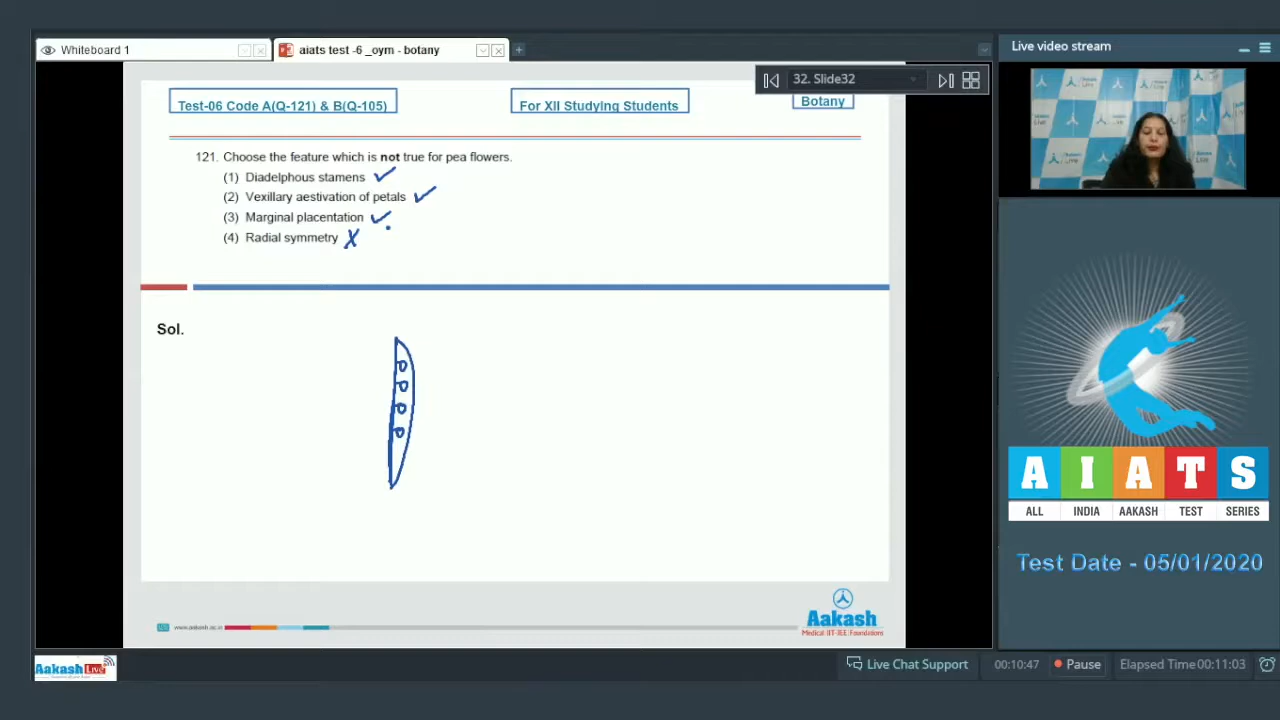 Whiteboard 1
aiats test -6 _oym - botany
Live video stream
32. Slide32
Test-06 Code A(Q-121) & B(Q-105)
For XII Studying Students
Botany
121. Choose the feature which is not true for pea flowers.
(1) Diadelphous stamens
(2) Vexillary aestivation of petals
(3) Marginal placentation
(4) Radial symmetry
Sol.
A I A T S
ALL INDIA AAKASH TEST SERIES
Test Date - 05/01/2020
www.aakash.ac.in
Aakash
Medical|IIT-JEE|Foundations
Aakash Live
Live Chat Support
00:10:47
Pause
Elapsed Time 00:11:03